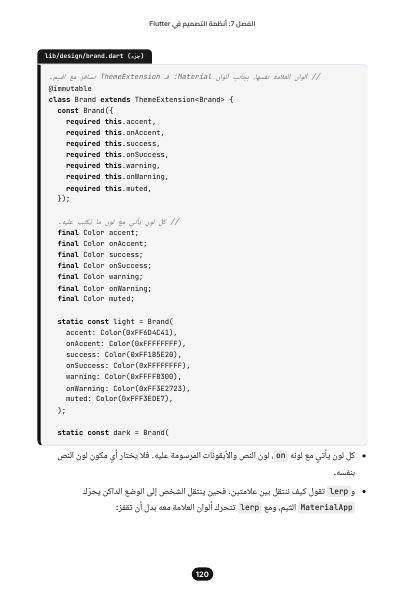 الفصل 7: أنظمة التصميم في Flutter
lib/design/brand.dart (جزء)
// ألوان العلامة نفسها، بجانب ألوان Material: فـ ThemeExtension تسافر مع الثيم.
@immutable
class Brand extends ThemeExtension<Brand> {
  const Brand({
    required this.accent,
    required this.onAccent,
    required this.success,
    required this.onSuccess,
    required this.warning,
    required this.onWarning,
    required this.muted,
  });
  // كل لون يأتي مع لون ما يُكتب عليه.
  final Color accent;
  final Color onAccent;
  final Color success;
  final Color onSuccess;
  final Color warning;
  final Color onWarning;
  final Color muted;
  static const light = Brand(
    accent: Color(0xFF6D4C41),
    onAccent: Color(0xFFFFFFFF),
    success: Color(0xFF1B5E20),
    onSuccess: Color(0xFFFFFFFF),
    warning: Color(0xFFFFB300),
    onWarning: Color(0xFF3E2723),
    muted: Color(0xFFF3EDE7),
  );
  static const dark = Brand(
• كل لون يأتي مع لونه on، لون النص والأيقونات المرسومة عليه. فلا يختار أي مكون لون النص
بنفسه.
• و lerp تقول كيف ننتقل بين علامتين. فحين ينتقل الشخص إلى الوضع الداكن يحرّك
MaterialApp الثيم، ومع lerp تتحرك ألوان العلامة معه بدل أن تقفز:
120